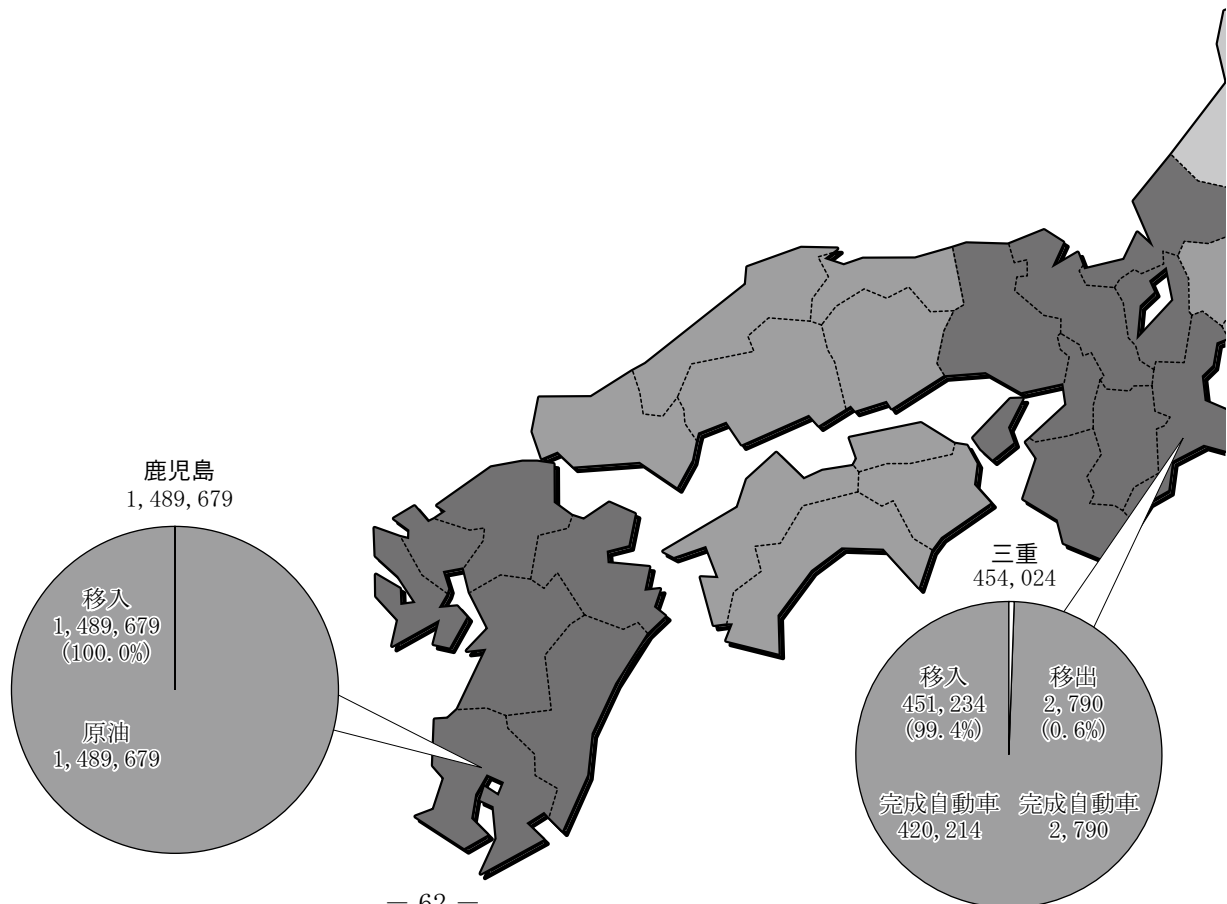 鹿児島
1,489,679
移入
1,489,679
(100.0%)
原油
1,489,679
三重
454,024
移入
451,234
(99.4%)
移出
2,790
(0.6%)
完成自動車
420,214
完成自動車
2,790
― 62 ―